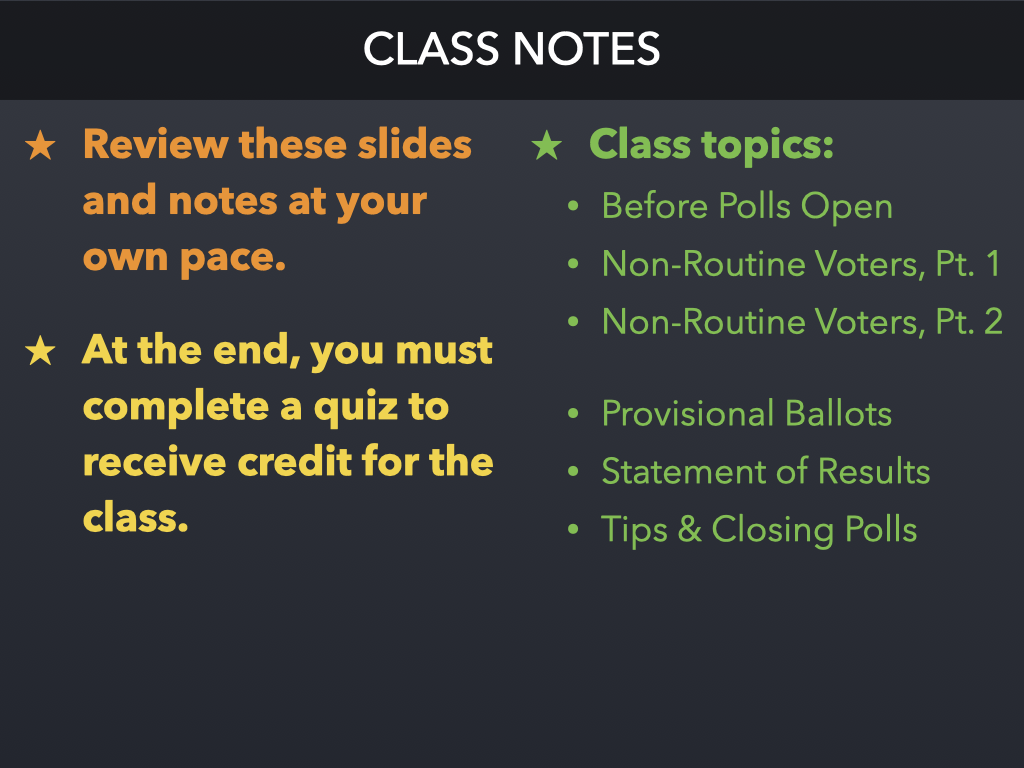 CLASS NOTES
★ Review these slides
and notes at your
own pace.
★ At the end, you must
complete a quiz to
receive credit for the
class.
★ Class topics:
• Before Polls Open
• Non-Routine Voters, Pt. 1
• Non-Routine Voters, Pt. 2
• Provisional Ballots
• Statement of Results
• Tips & Closing Polls